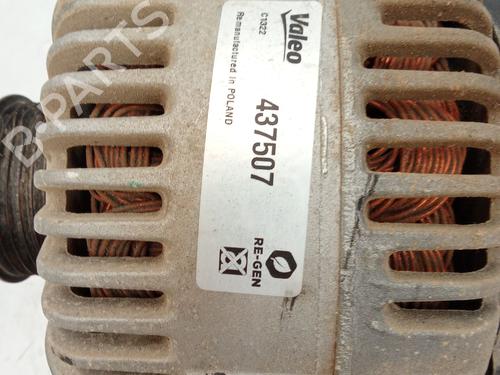 Valeo
C1322
Remanufactured in POLAND
437507
RE-GEN
B-PARTS